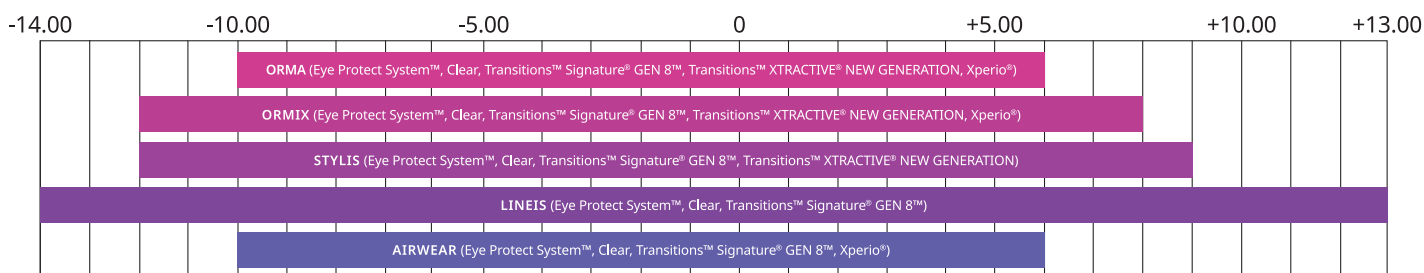 -14.00 -10.00 -5.00 0 +5.00 +10.00 +13.00
ORMA (Eye Protect System™, Clear, Transitions™ Signature® GEN 8™, Transitions™ XTRACTIVE® NEW GENERATION, Xperio®)
ORMIX (Eye Protect System™, Clear, Transitions™ Signature® GEN 8™, Transitions™ XTRACTIVE® NEW GENERATION, Xperio®)
STYLIS (Eye Protect System™, Clear, Transitions™ Signature® GEN 8™, Transitions™ XTRACTIVE® NEW GENERATION)
LINEIS (Eye Protect System™, Clear, Transitions™ Signature® GEN 8™)
AIRWEAR (Eye Protect System™, Clear, Transitions™ Signature® GEN 8™, Xperio®)